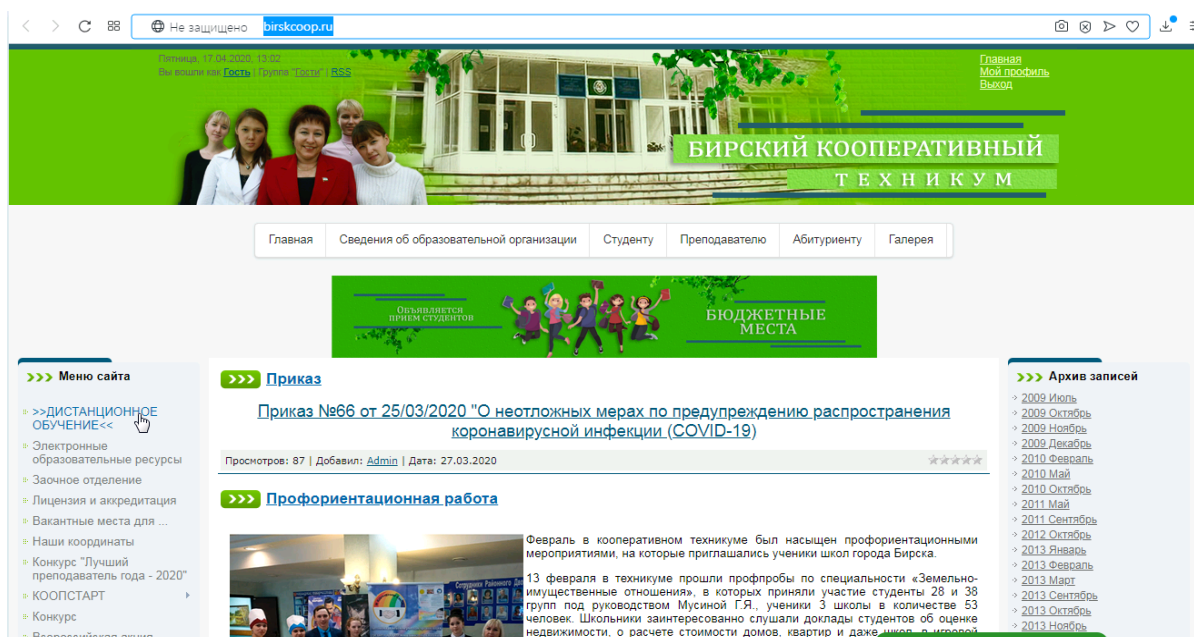 Не защищено birskcoop.ru
Пятница, 17.04.2020, 13:02
Вы вошли как Гость | Группа "Гости" | RSS
Главная
Мой профиль
Выход
БИРСКИЙ КООПЕРАТИВНЫЙ
ТЕХНИКУМ
Главная Сведения об образовательной организации Студенту Преподавателю Абитуриенту Галерея
Объявляется
прием студентов
БЮДЖЕТНЫЕ
МЕСТА
>>> Меню сайта
>>ДИСТАНЦИОННОЕ
ОБУЧЕНИЕ<<
Электронные
образовательные ресурсы
Заочное отделение
Лицензия и аккредитация
Вакантные места для ...
Наши координаты
Конкурс "Лучший
преподаватель года - 2020"
КООПСТАРТ
Конкурс
Всероссийская акция
>>> Приказ
Приказ №66 от 25/03/2020 "О неотложных мерах по предупреждению распространения
коронавирусной инфекции (COVID-19)
Просмотров: 87 | Добавил: Admin | Дата: 27.03.2020
>>> Профориентационная работа
Сотрудники Районного
Февраль в кооперативном техникуме был насыщен профориентационными
мероприятиями, на которые приглашались ученики школ города Бирска.
13 февраля в техникуме прошли профпробы по специальности «Земельно-
имущественные отношения», в которых приняли участие студенты 28 и 38
групп под руководством Мусиной Г.Я., ученики 3 школы в количестве 53
человек. Школьники заинтересованно слушали доклады студентов об оценке
недвижимости, о расчете стоимости домов, квартир и даже школ, в игровой
>>> Архив записей
2009 Июль
2009 Октябрь
2009 Ноябрь
2009 Декабрь
2010 Февраль
2010 Май
2010 Октябрь
2011 Май
2011 Сентябрь
2012 Октябрь
2013 Январь
2013 Февраль
2013 Март
2013 Сентябрь
2013 Октябрь
2013 Ноябрь